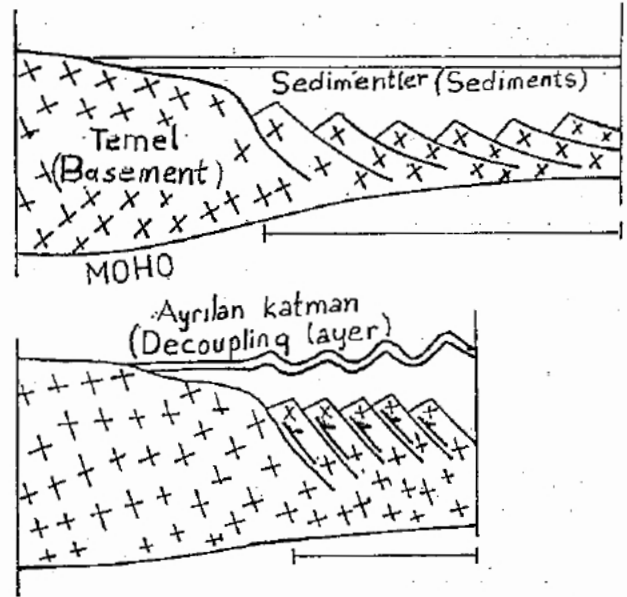 Sedimentler (Sediments)
Temel
(Basement)
MOHO
Ayrılan katman
(Decoupling layer)